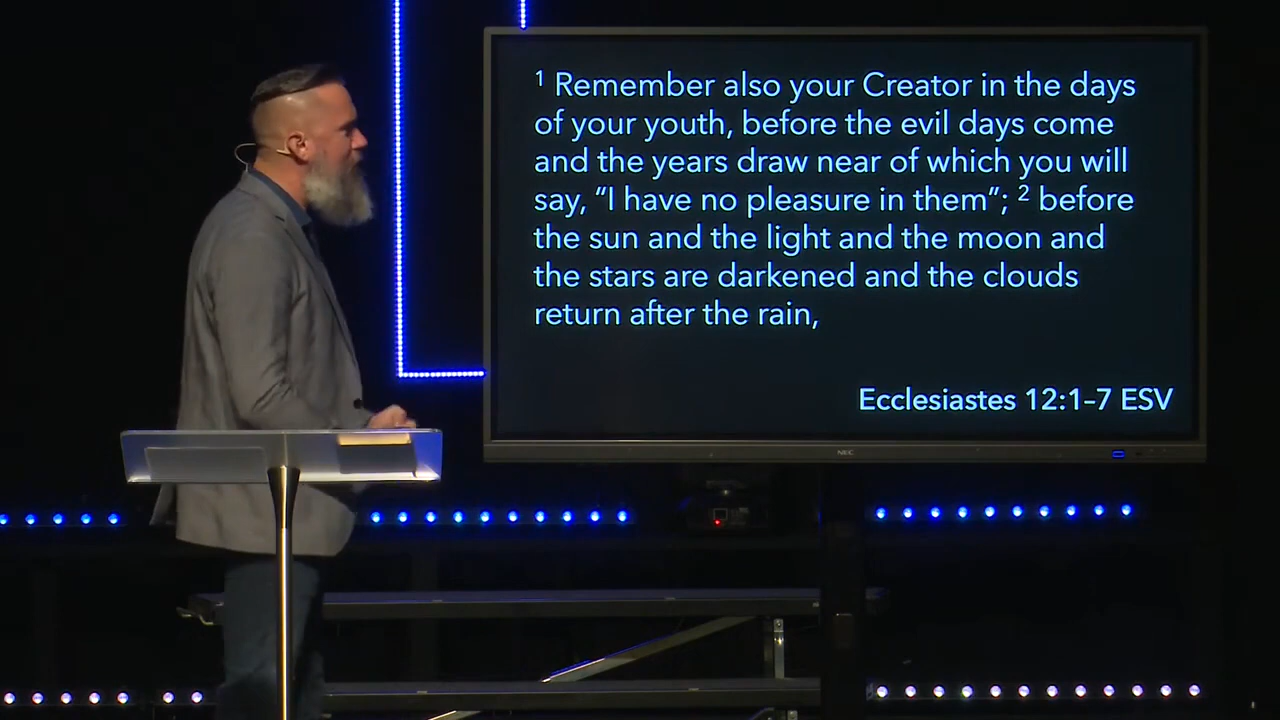 ¹ Remember also your Creator in the days
of your youth, before the evil days come
and the years draw near of which you will
say, “I have no pleasure in them”; ² before
the sun and the light and the moon and
the stars are darkened and the clouds
return after the rain,
Ecclesiastes 12:1–7 ESV
NEC